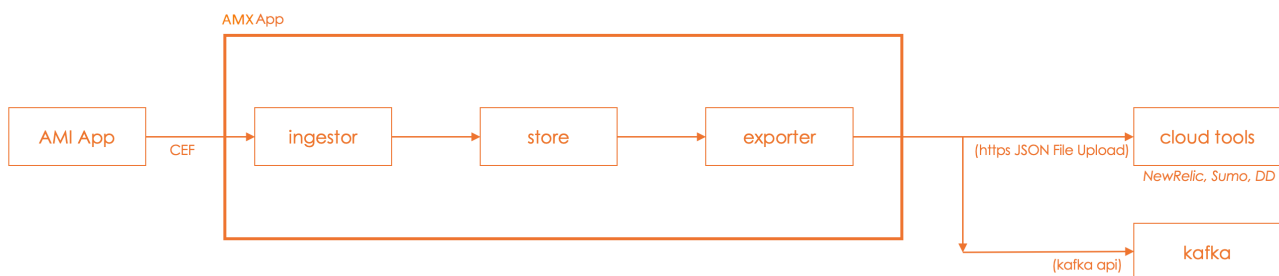 AMX App
AMI App
CEF
ingestor
store
exporter
(https JSON File Upload)
cloud tools
NewRelic, Sumo, DD
(kafka api)
kafka